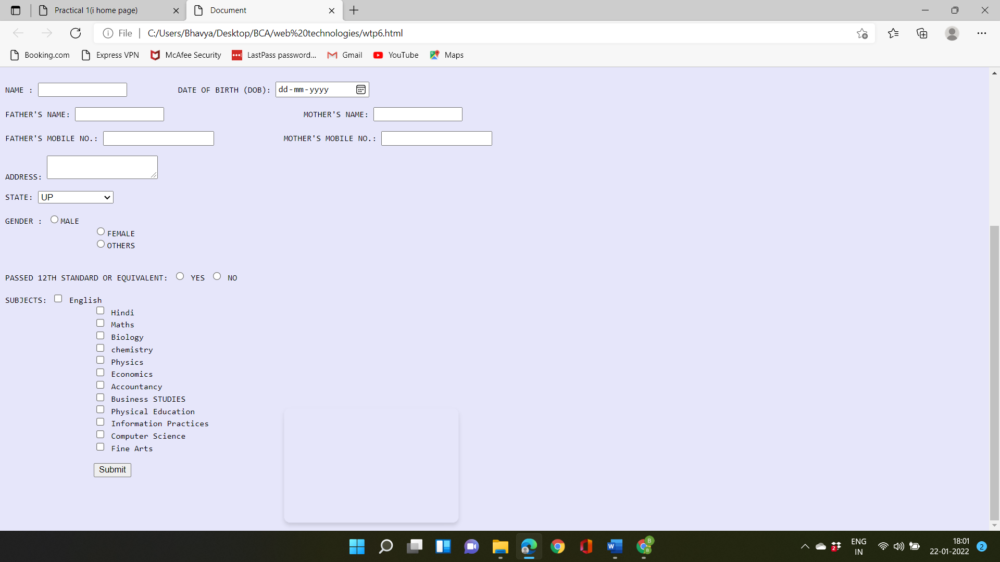 Practical 1(i home page)
Document
File
C:/Users/Bhavya/Desktop/BCA/web%20technologies/wtp6.html
Booking.com Express VPN McAfee Security LastPass password... Gmail YouTube Maps
NAME : DATE OF BIRTH (DOB): dd-mm-yyyy
FATHER'S NAME: MOTHER'S NAME:
FATHER'S MOBILE NO.: MOTHER'S MOBILE NO.:
ADDRESS:
STATE: UP
GENDER : MALE
FEMALE
OTHERS
PASSED 12TH STANDARD OR EQUIVALENT: YES NO
SUBJECTS: English
Hindi
Maths
Biology
chemistry
Physics
Economics
Accountancy
Business STUDIES
Physical Education
Information Practices
Computer Science
Fine Arts
Submit
ENG 18:01
IN 22-01-2022 2